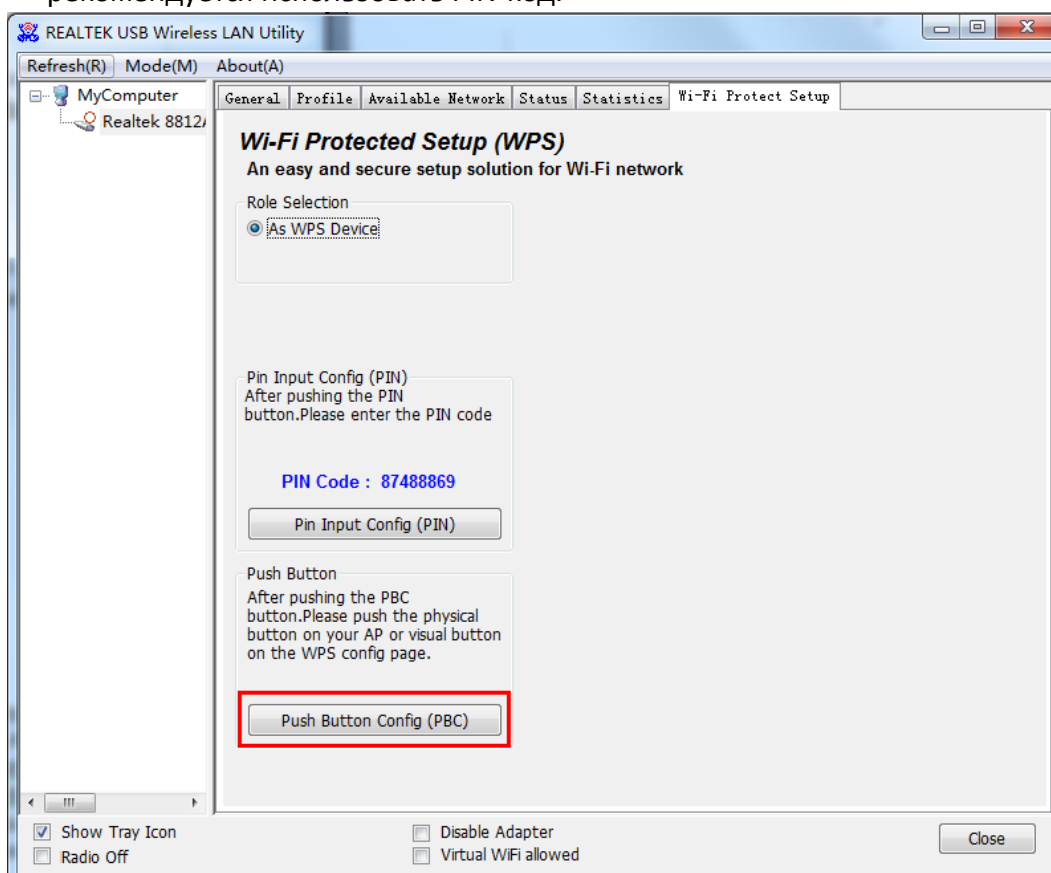 рекомендуется использовать PIN-код.
REALTEK USB Wireless LAN Utility
Refresh(R) Mode(M) About(A)
MyComputer
Realtek 8812A
General Profile Available Network Status Statistics Wi-Fi Protect Setup
Wi-Fi Protected Setup (WPS)
An easy and secure setup solution for Wi-Fi network
Role Selection
As WPS Device
Pin Input Config (PIN)
After pushing the PIN
button.Please enter the PIN code
PIN Code : 87488869
Pin Input Config (PIN)
Push Button
After pushing the PBC
button.Please push the physical
button on your AP or visual button
on the WPS config page.
Push Button Config (PBC)
Show Tray Icon
Radio Off
Disable Adapter
Virtual WiFi allowed
Close